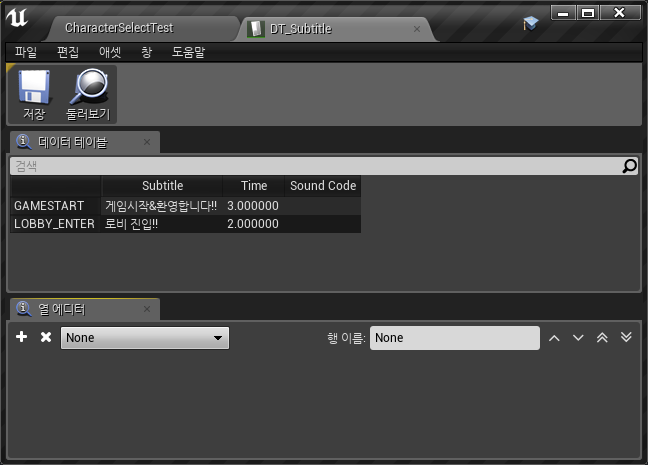 CharacterSelectTest DT_Subtitle
파일 편집 애셋 창 도움말
저장 둘러보기
데이터 테이블
검색
Subtitle Time Sound Code
GAMESTART 게임시작&환영합니다!! 3.000000
LOBBY_ENTER 로비 진입!! 2.000000
열 에디터
None 행 이름: None